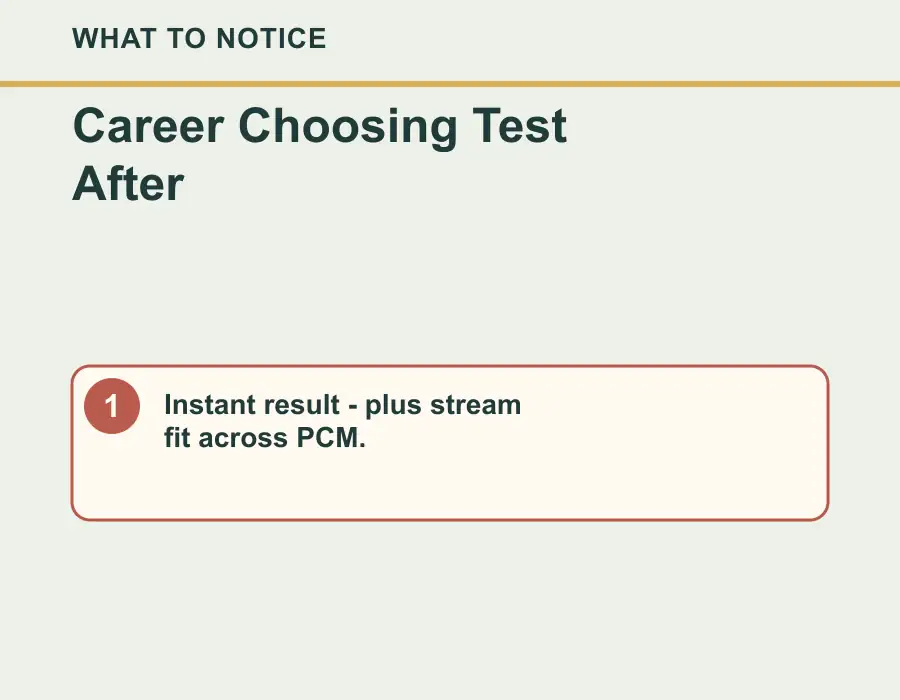 WHAT TO NOTICE
Career Choosing Test
After
1
Instant result - plus stream
fit across PCM.